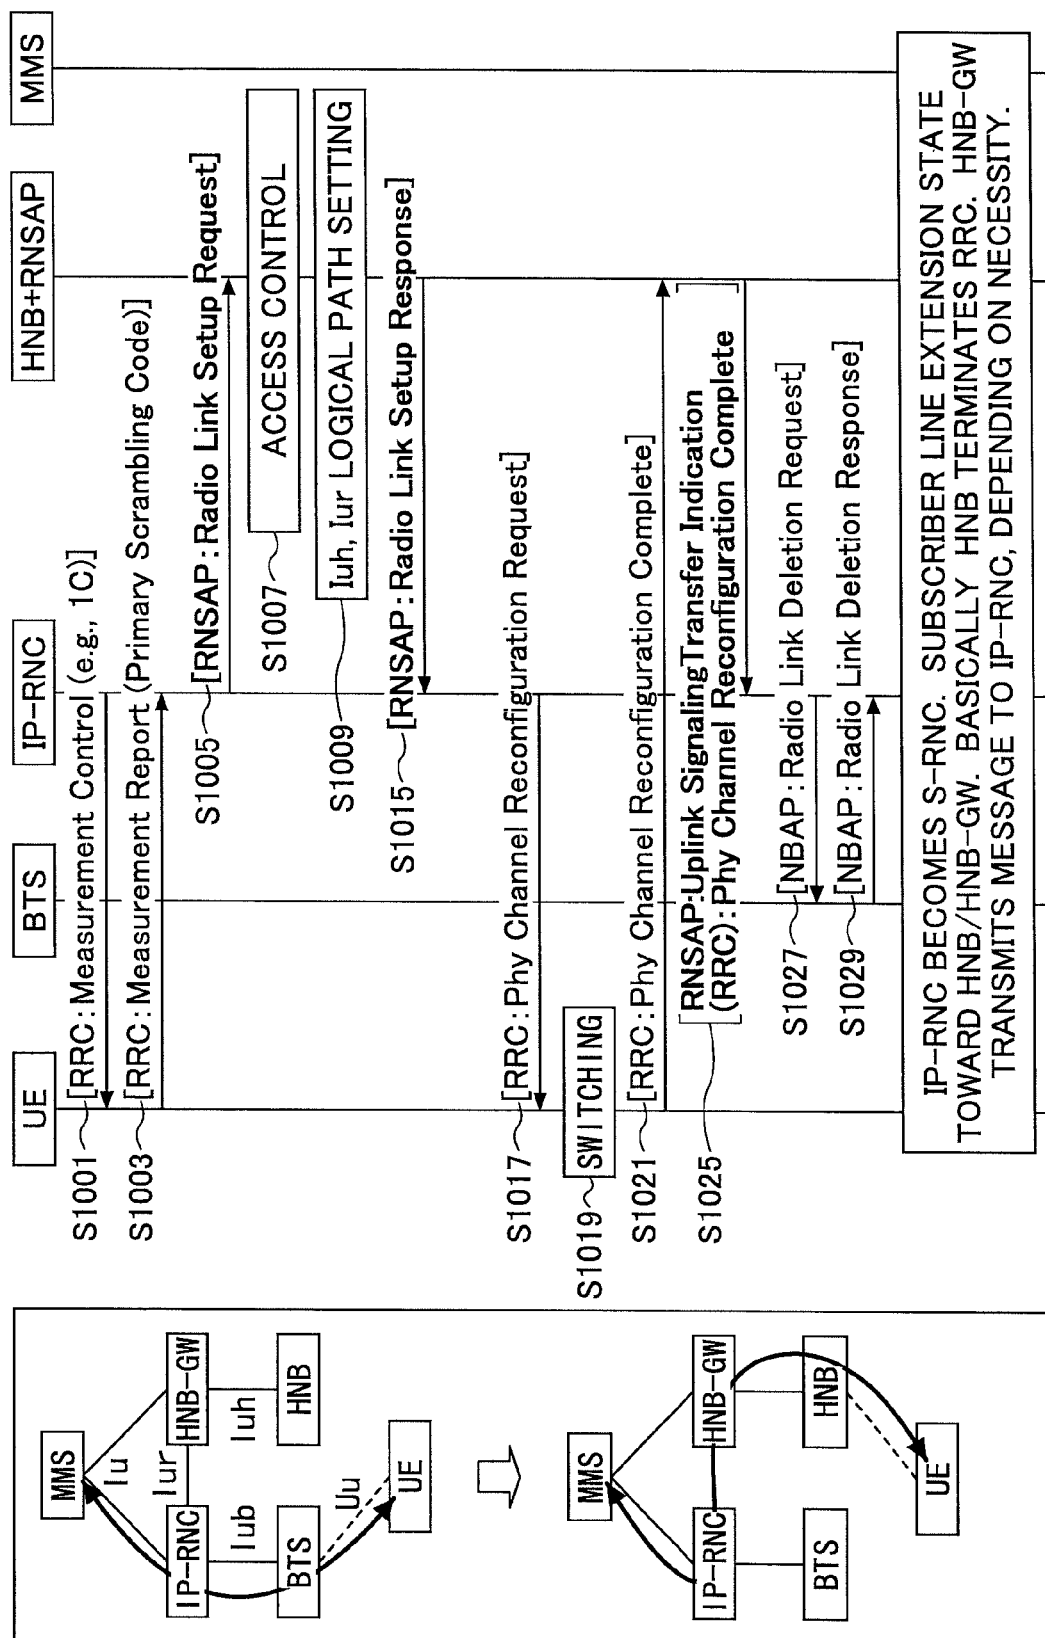 UE
BTS
IP-RNC
HNB+RNSAP
MMS
S1001
[RRC:Measurement Control (e.g., 1C)]
S1003
[RRC:Measurement Report (Primary Scrambling Code)]
S1005
[RNSAP:Radio Link Setup Request]
S1007
ACCESS CONTROL
S1009
Iuh, Iur LOGICAL PATH SETTING
S1015
[RNSAP:Radio Link Setup Response]
S1017
[RRC:Phy Channel Reconfiguration Request]
S1019
SWITCHING
S1021
[RRC:Phy Channel Reconfiguration Complete]
S1025
[RNSAP:Uplink SignalingTransfer Indication
(RRC):Phy Channel Reconfiguration Complete]
S1027
[NBAP:Radio Link Deletion Request]
S1029
[NBAP:Radio Link Deletion Response]
IP-RNC BECOMES S-RNC. SUBSCRIBER LINE EXTENSION STATE
TOWARD HNB/HNB-GW. BASICALLY HNB TERMINATES RRC. HNB-GW
TRANSMITS MESSAGE TO IP-RNC, DEPENDING ON NECESSITY.
MMS
Iu
IP-RNC
Iur
HNB-GW
Iub
Iuh
BTS
HNB
Uu
UE
MMS
IP-RNC
HNB-GW
BTS
HNB
UE